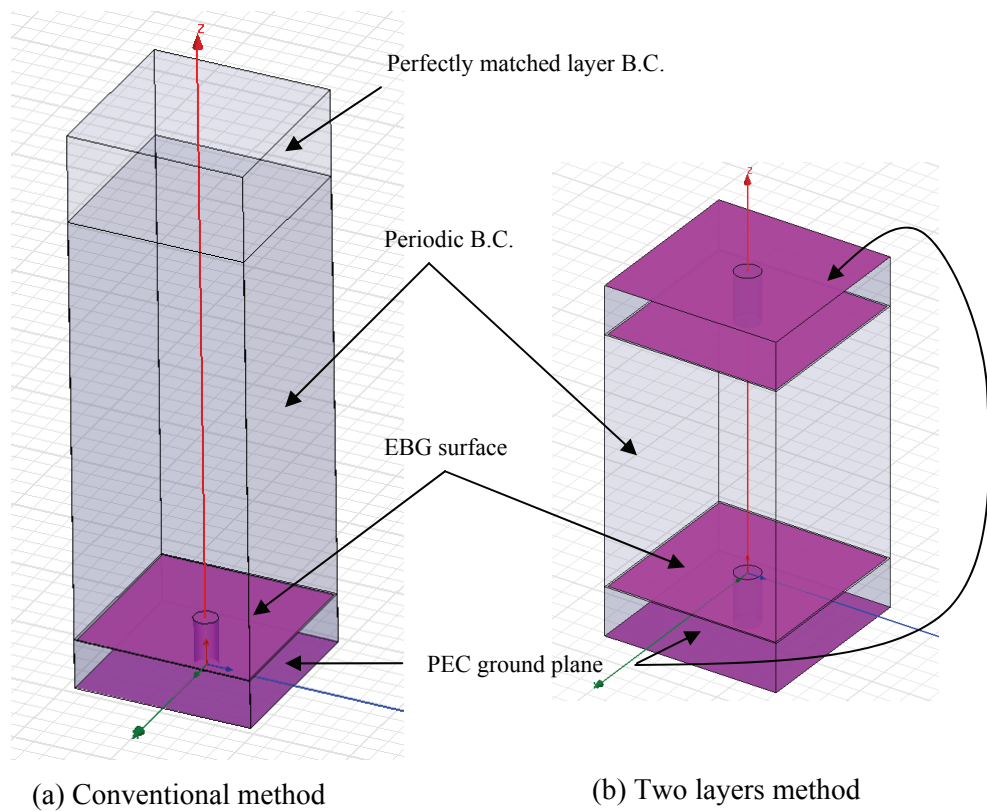 Z
Perfectly matched layer B.C.
Z
Periodic B.C.
EBG surface
PEC ground plane
(a) Conventional method
(b) Two layers method